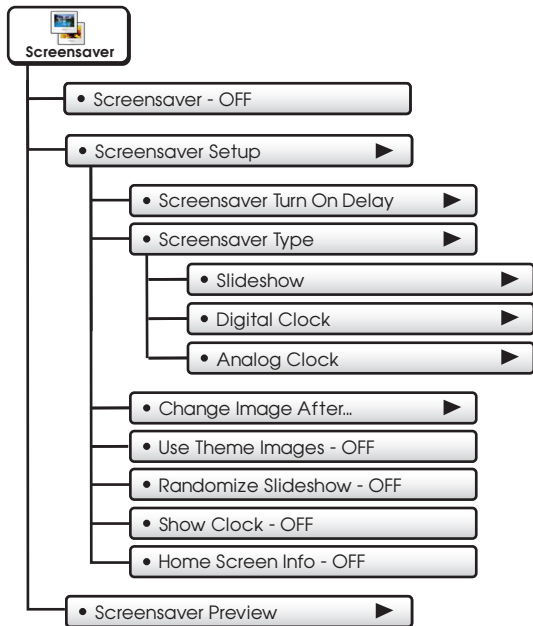 Screensaver
• Screensaver - OFF
• Screensaver Setup
• Screensaver Turn On Delay
• Screensaver Type
• Slideshow
• Digital Clock
• Analog Clock
• Change Image After...
• Use Theme Images - OFF
• Randomize Slideshow - OFF
• Show Clock - OFF
• Home Screen Info - OFF
• Screensaver Preview